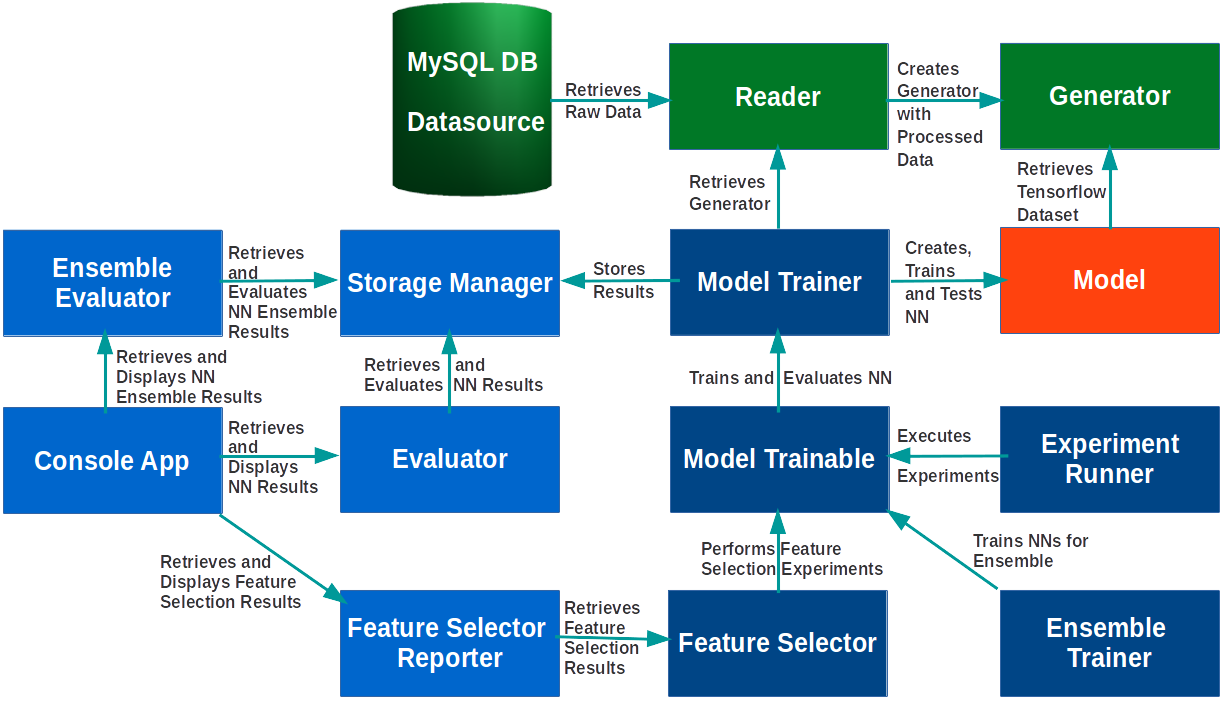 MySQL DB
Datasource
Retrieves
Raw Data
Reader
Creates
Generator
with
Processed
Data
Generator
Retrieves
Generator
Retrieves
Tensorflow
Dataset
Ensemble
Evaluator
Retrieves
and
Evaluates
NN Ensemble
Results
Storage Manager
Stores
Results
Model Trainer
Creates,
Trains
and Tests
NN
Model
Retrieves and
Displays NN
Ensemble Results
Retrieves and
Evaluates NN Results
Trains and Evaluates NN
Console App
Retrieves
and
Displays
NN Results
Evaluator
Model Trainable
Executes
Experiments
Experiment
Runner
Retrieves and
Displays Feature
Selection Results
Performs Feature
Selection Experiments
Trains NNs for
Ensemble
Feature Selector
Reporter
Retrieves
Feature
Selection
Results
Feature Selector
Ensemble
Trainer